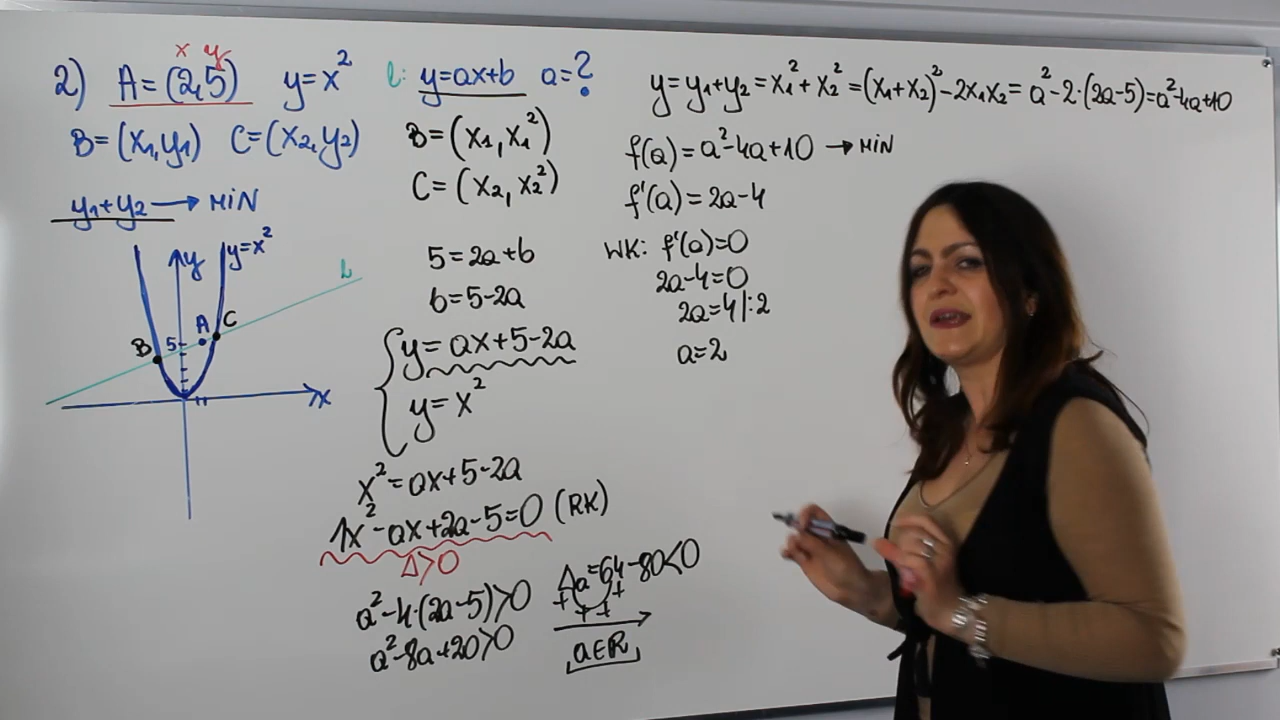 2) A=(2,5) y=x² l: y=ax+b a=?
x y
B=(x₁,y₁) C=(x₂,y₂)
y₁+y₂ → MIN
y
y=x²
l
A
C
B
5
x
B=(x₁,x₁²)
C=(x₂,x₂²)
5=2a+b
b=5-2a
{y=ax+5-2a
y=x²
x²=ax+5-2a
1x²-ax+2a-5=0 (RK)
Δ>0
a²-4·(2a-5)>0
a²-8a+20>0
Δa=64-80<0
+ + + +
a∈R
y=y₁+y₂=x₁²+x₂²=(x₁+x₂)²-2x₁x₂=a²-2·(2a-5)=a²-4a+10
f(a)=a²-4a+10 → MIN
f'(a)=2a-4
WK: f'(a)=0
2a-4=0
2a=4|:2
a=2